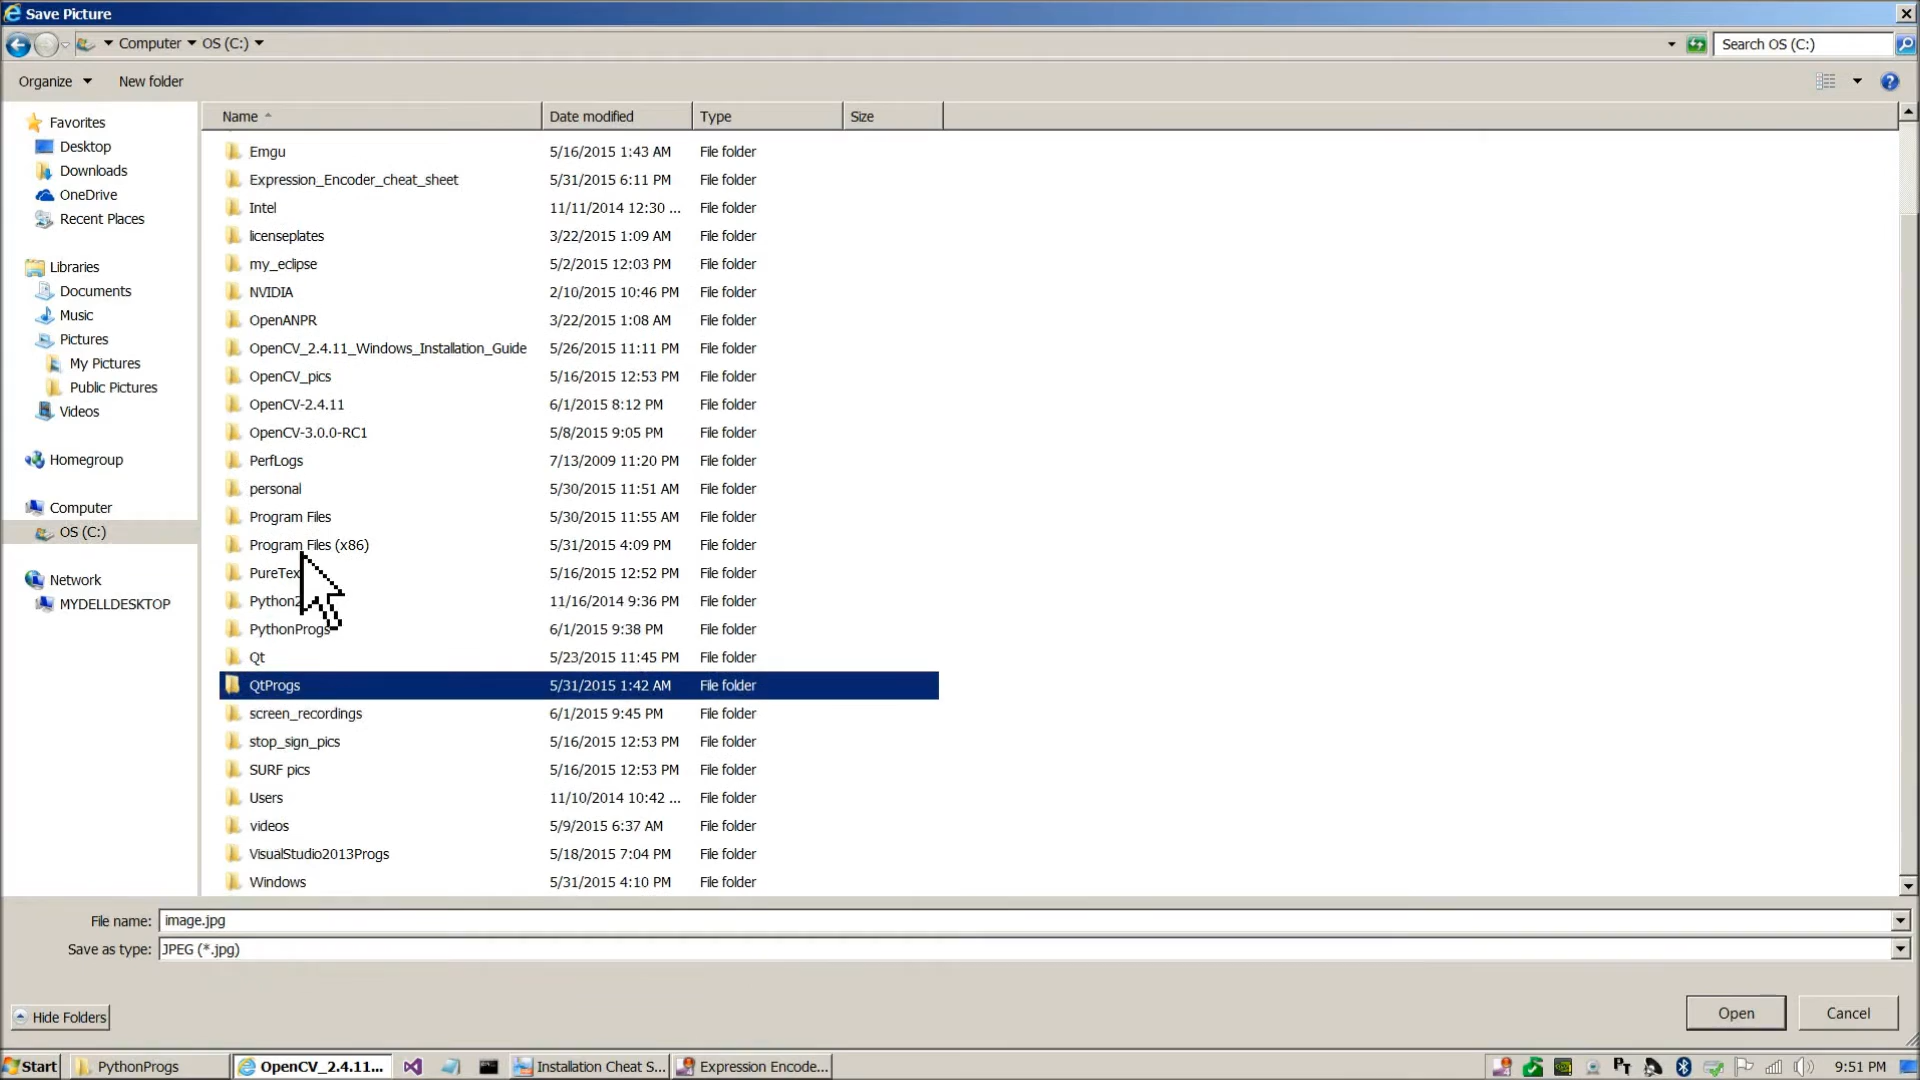 Save Picture
Computer OS (C:)
Search OS (C:)
Organize New folder
Favorites
Desktop
Downloads
OneDrive
Recent Places
Libraries
Documents
Music
Pictures
My Pictures
Public Pictures
Videos
Homegroup
Computer
OS (C:)
Network
MYDELLDESKTOP
Name Date modified Type Size
Emgu 5/16/2015 1:43 AM File folder
Expression_Encoder_cheat_sheet 5/31/2015 6:11 PM File folder
Intel 11/11/2014 12:30 ... File folder
licenseplates 3/22/2015 1:09 AM File folder
my_eclipse 5/2/2015 12:03 PM File folder
NVIDIA 2/10/2015 10:46 PM File folder
OpenANPR 3/22/2015 1:08 AM File folder
OpenCV_2.4.11_Windows_Installation_Guide 5/26/2015 11:11 PM File folder
OpenCV_pics 5/16/2015 12:53 PM File folder
OpenCV-2.4.11 6/1/2015 8:12 PM File folder
OpenCV-3.0.0-RC1 5/8/2015 9:05 PM File folder
PerfLogs 7/13/2009 11:20 PM File folder
personal 5/30/2015 11:51 AM File folder
Program Files 5/30/2015 11:55 AM File folder
Program Files (x86) 5/31/2015 4:09 PM File folder
PureTex 5/16/2015 12:52 PM File folder
Python2 11/16/2014 9:36 PM File folder
PythonProgs 6/1/2015 9:38 PM File folder
Qt 5/23/2015 11:45 PM File folder
QtProgs 5/31/2015 1:42 AM File folder
screen_recordings 6/1/2015 9:45 PM File folder
stop_sign_pics 5/16/2015 12:53 PM File folder
SURF pics 5/16/2015 12:53 PM File folder
Users 11/10/2014 10:42 ... File folder
videos 5/9/2015 6:37 AM File folder
VisualStudio2013Progs 5/18/2015 7:04 PM File folder
Windows 5/31/2015 4:10 PM File folder
File name: image.jpg
Save as type: JPEG (*.jpg)
Hide Folders
Open Cancel
Start PythonProgs OpenCV_2.4.11... Installation Cheat S... Expression Encode... 9:51 PM